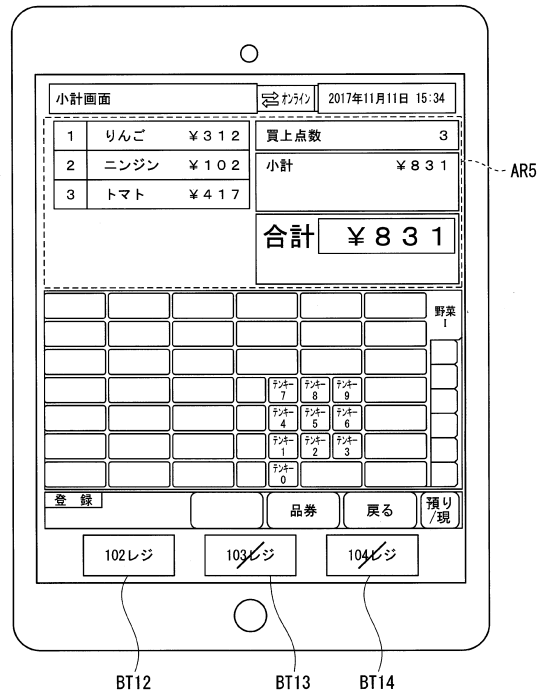 小計画面 オンライン 2017年11月11日 15:34
1 りんご ¥312
2 ニンジン ¥102
3 トマト ¥417
買上点数 3
小計 ¥831
合計 ¥831
AR5
野菜
I
テンキー テンキー テンキー
7 8 9
テンキー テンキー テンキー
4 5 6
テンキー テンキー テンキー
1 2 3
テンキー
0
登 録
品券 戻る 預り
/現
102レジ 103レジ 104レジ
BT12 BT13 BT14